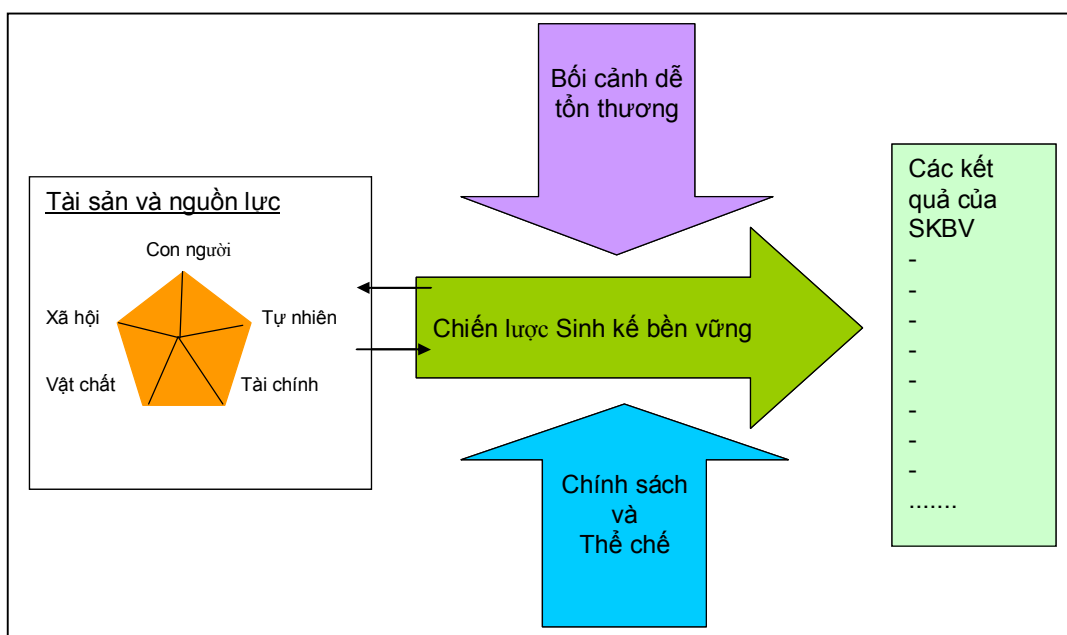 Bối cảnh dễ
tổn thương
Tài sản và nguồn lực
Con người
Xã hội
Tự nhiên
Vật chất
Tài chính
Chiến lược Sinh kế bền vững
Chính sách
và
Thể chế
Các kết
quả của
SKBV
-
-
-
-
-
-
-
-
.......